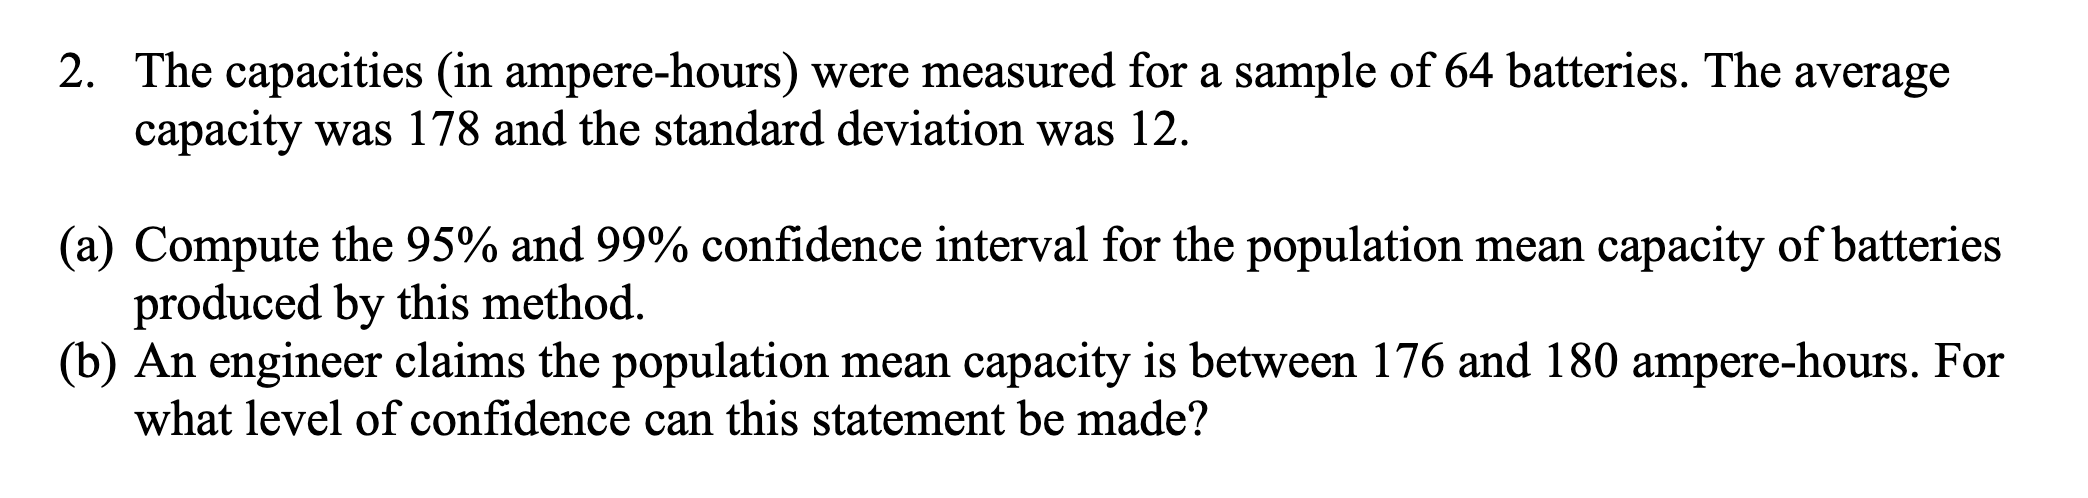 2. The capacities (in ampere-hours) were measured for a sample of 64 batteries. The average
capacity was 178 and the standard deviation was 12.
(a) Compute the 95% and 99% confidence interval for the population mean capacity of batteries
produced by this method.
(b) An engineer claims the population mean capacity is between 176 and 180 ampere-hours. For
what level of confidence can this statement be made?